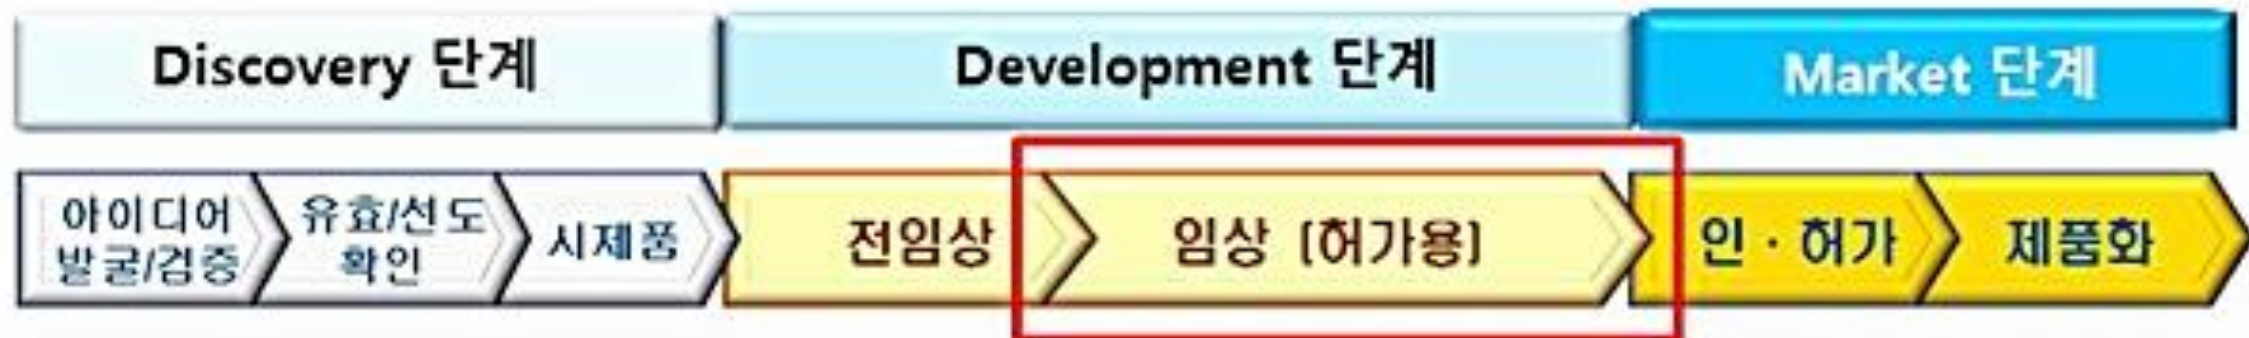 Discovery 단계
Development 단계
Market 단계
아이디어
발굴/검증
유효/선도
확인
시제품
전임상
임상 (허가용)
인 · 허가
제품화